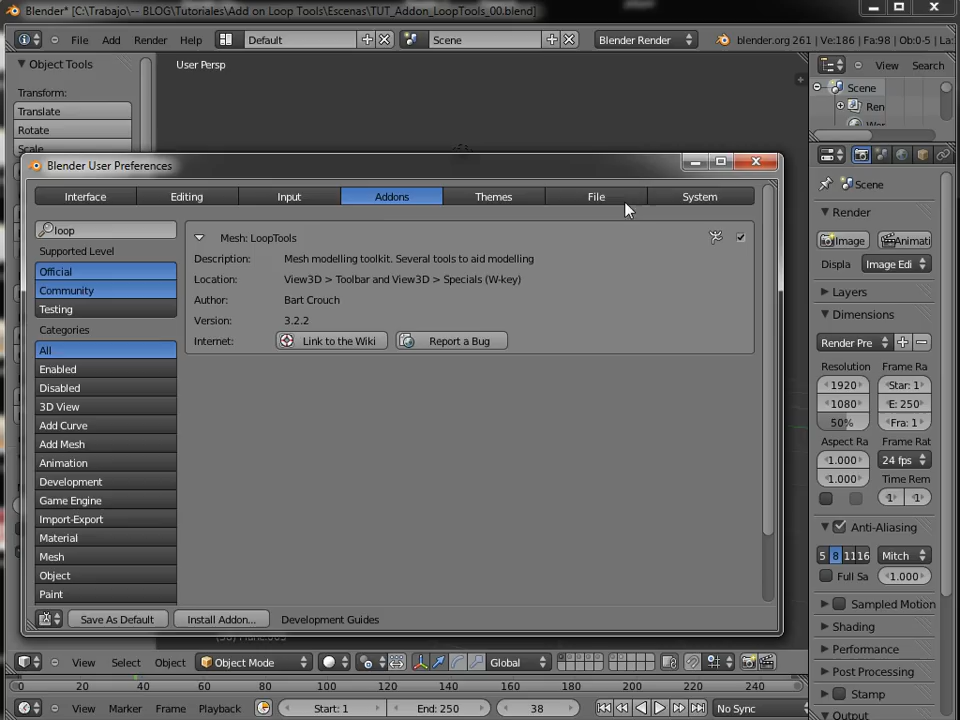 Blender* [C:\Trabajo\-- BLOG\Tutoriales\Add on Loop Tools\Escenas\TUT_Addon_LoopTools_00.blend]
File Add Render Help Default Scene Blender Render blender.org 261 | Ve:186 | Fa:98 | Ob:0-5 | La:
Object Tools
User Persp
View Search
Transform:
Translate
Rotate
Scale
Scene
Ren
Blender User Preferences
Interface Editing Input Addons Themes File System
loop
Supported Level
Official
Community
Testing
Categories
All
Enabled
Disabled
3D View
Add Curve
Add Mesh
Animation
Development
Game Engine
Import-Export
Material
Mesh
Object
Paint
Mesh: LoopTools
Description: Mesh modelling toolkit. Several tools to aid modelling
Location: View3D > Toolbar and View3D > Specials (W-key)
Author: Bart Crouch
Version: 3.2.2
Internet: Link to the Wiki Report a Bug
Save As Default Install Addon... Development Guides
Scene
Render
Image Animati
Displa Image Edi
Layers
Dimensions
Render Pre
Resolution Frame Ra
1920 Star: 1
1080 E: 250
50% Fra: 1
Aspect Ra Frame Rat
1.000 24 fps
1.000 Time Rem
1 1
Anti-Aliasing
5 8 11 16 Mitch
Full Sa 1.000
Sampled Motion
Shading
Performance
Post Processing
Stamp
Output
View Select Object Object Mode Global
0 20 40 60 80 100 120 140 160 180 200 220 240
View Marker Frame Playback Start: 1 End: 250 38 No Sync